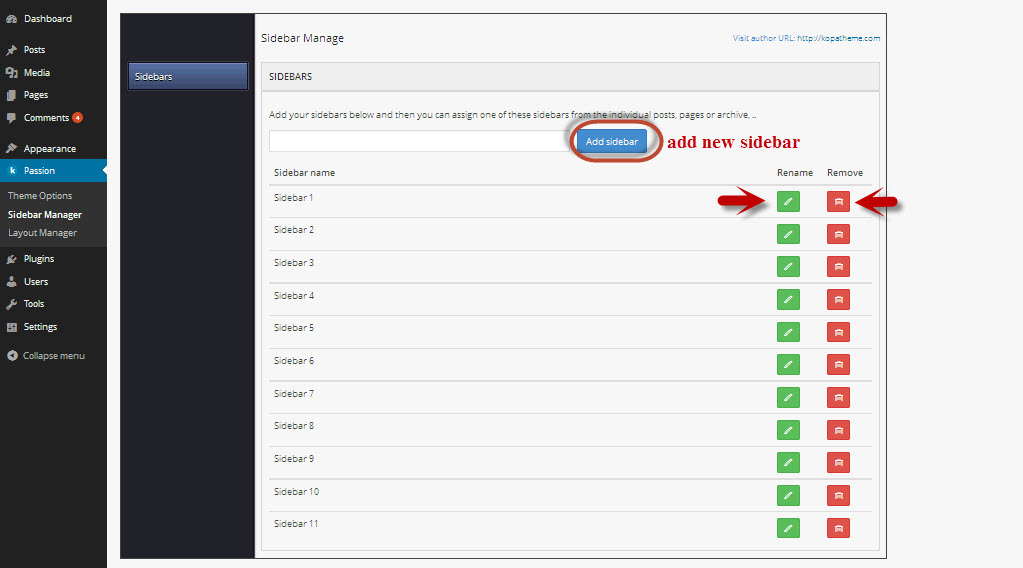 Dashboard
Posts
Media
Pages
Comments 4
Appearance
k Passion
Theme Options
Sidebar Manager
Layout Manager
Plugins
Users
Tools
Settings
Collapse menu
Sidebars
Sidebar Manage
Visit author URL: http://kopatheme.com
SIDEBARS
Add your sidebars below and then you can assign one of these sidebars from the individual posts, pages or archive, ..
Add sidebar
add new sidebar
Sidebar name Rename Remove
Sidebar 1
Sidebar 2
Sidebar 3
Sidebar 4
Sidebar 5
Sidebar 6
Sidebar 7
Sidebar 8
Sidebar 9
Sidebar 10
Sidebar 11